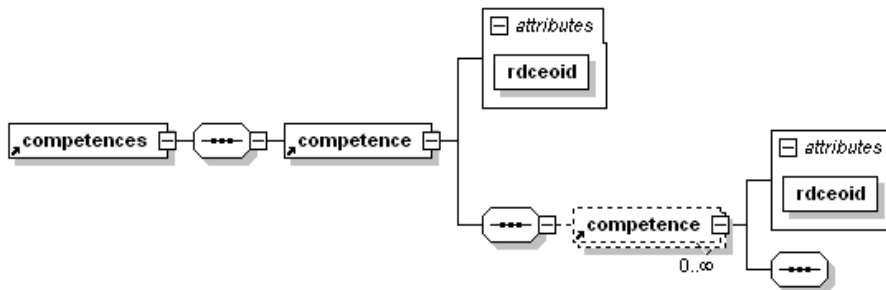 attributes
rdceoid
competences
competence
attributes
rdceoid
competence
0..∞